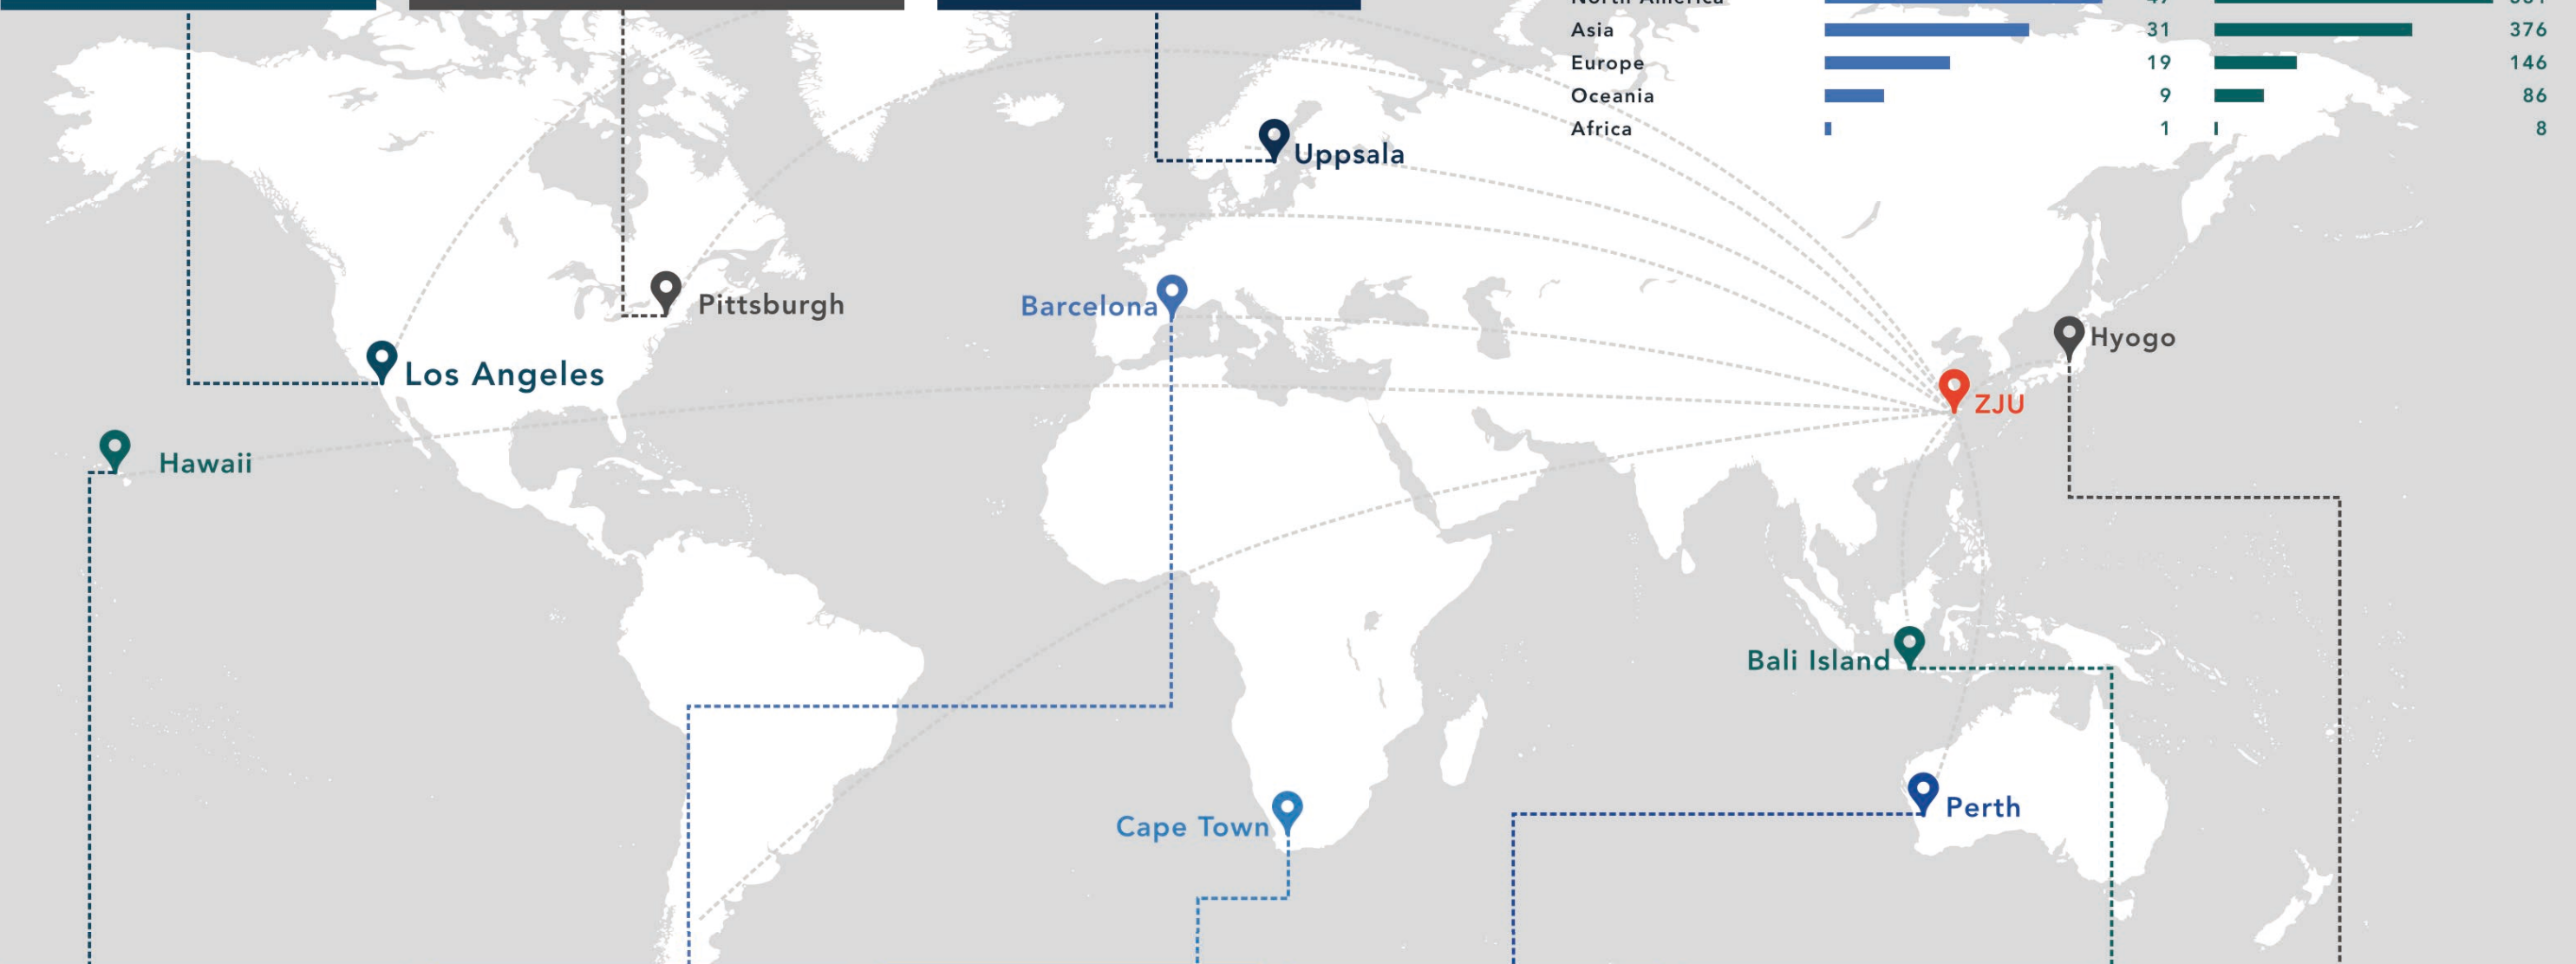 Asia 31 376
Europe 19 146
Oceania 9 86
Africa 1 8
Uppsala
Pittsburgh
Barcelona
Hyogo
Los Angeles
ZJU
Hawaii
Bali Island
Perth
Cape Town